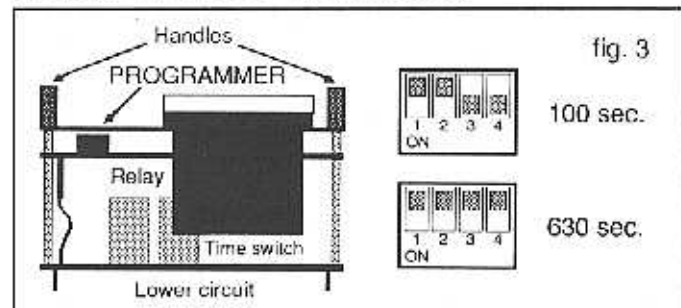 Handles
fig. 3
PROGRAMMER
1 2 3 4
ON
100 sec.
Relay
Time switch
1 2 3 4
ON
630 sec.
Lower circuit